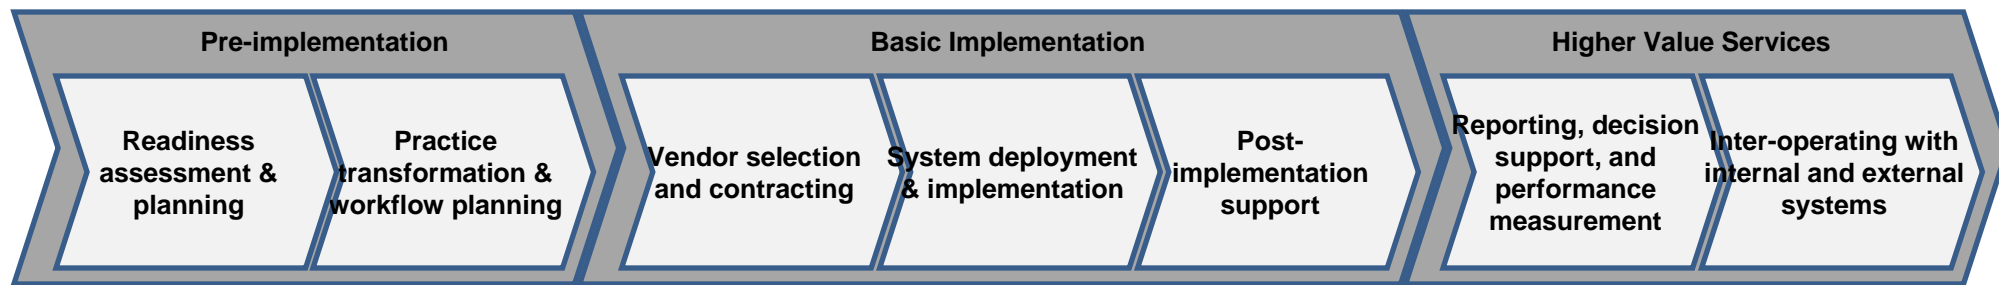 Pre-implementation
Readiness
assessment &
planning
Practice
transformation &
workflow planning
Basic Implementation
Vendor selection
and contracting
System deployment
& implementation
Post-
implementation
support
Higher Value Services
Reporting, decision
support, and
performance
measurement
Inter-operating with
internal and external
systems